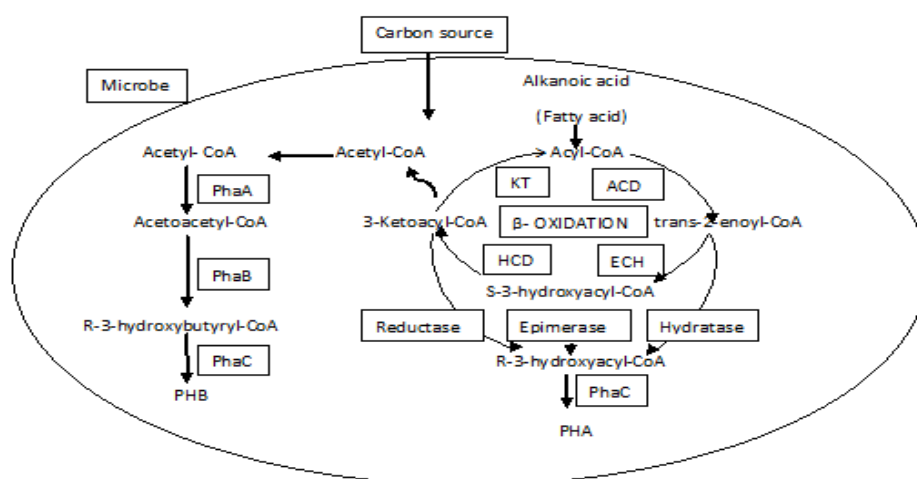 Carbon source
Microbe
Alkanoic acid
(Fatty acid)
Acetyl- CoA
Acetyl-CoA
Acyl-CoA
PhaA
KT
ACD
Acetoacetyl-CoA
3-Ketoacyl-CoA
β- OXIDATION
trans-2-enoyl-CoA
PhaB
HCD
ECH
S-3-hydroxyacyl-CoA
R-3-hydroxybutyryl-CoA
Reductase
Epimerase
Hydratase
PhaC
R-3-hydroxyacyl-CoA
PHB
PhaC
PHA